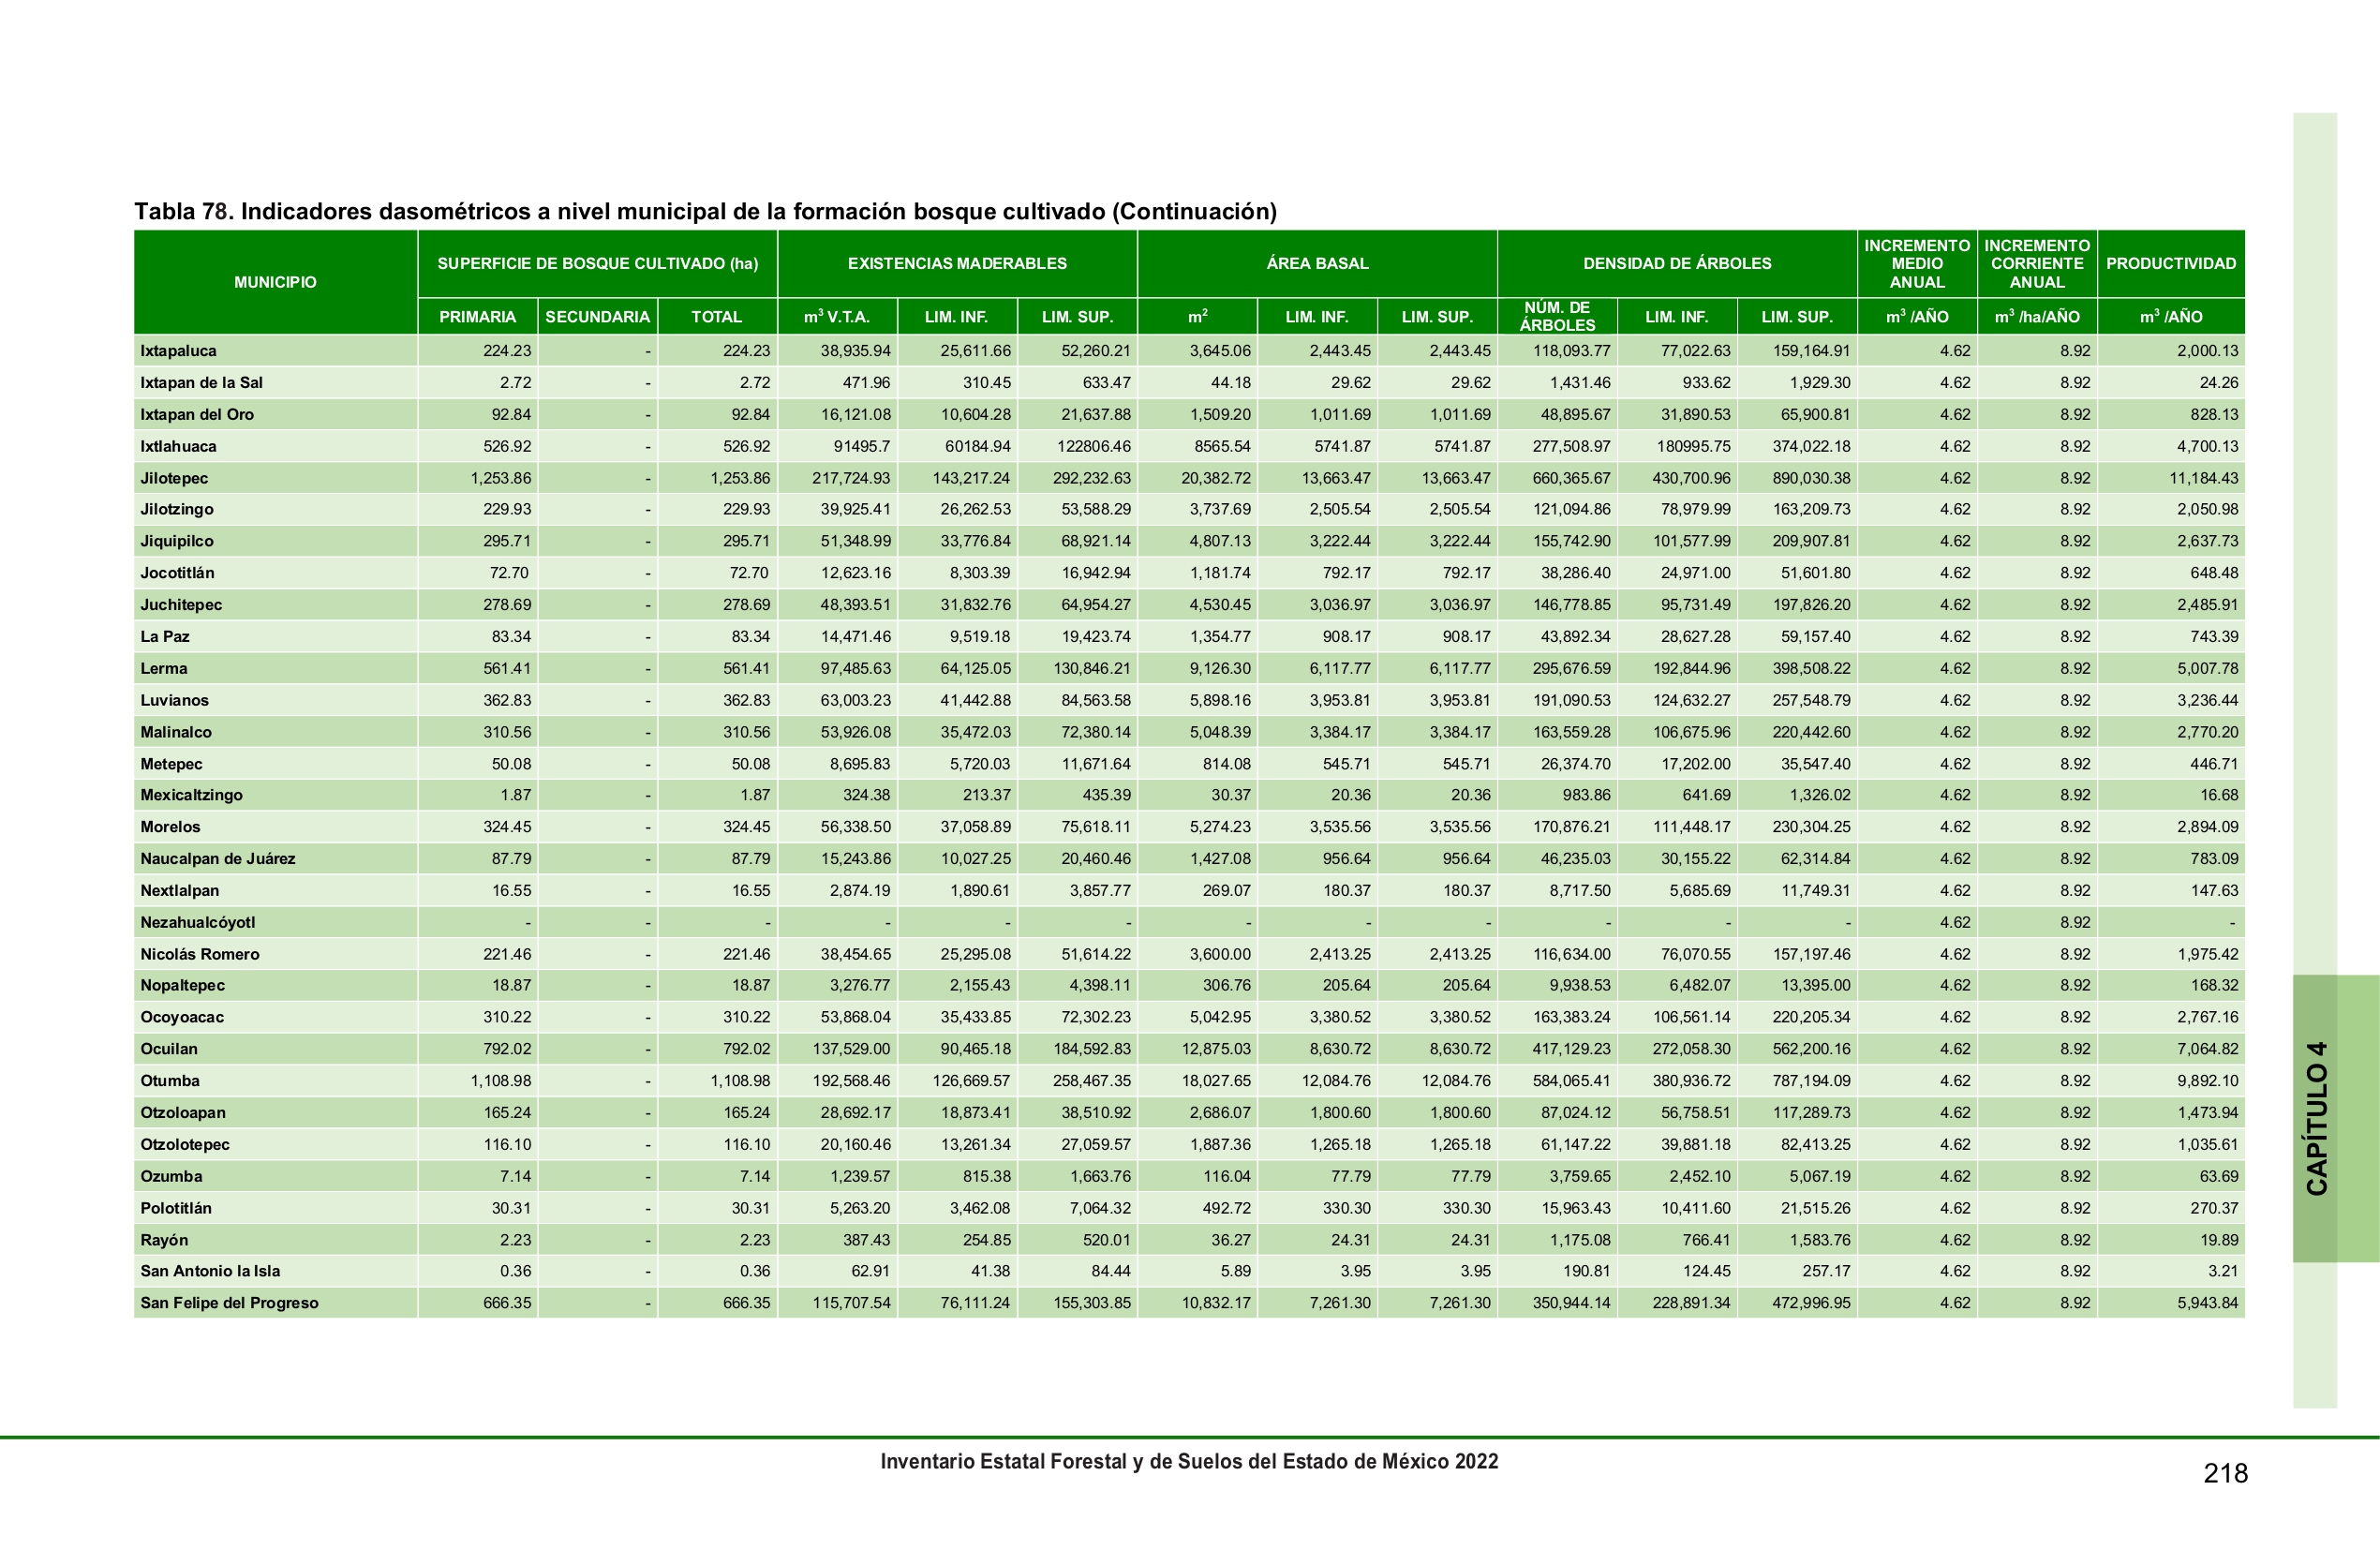 Tabla 78. Indicadores dasométricos a nivel municipal de la formación bosque cultivado (Continuación)
MUNICIPIO SUPERFICIE DE BOSQUE CULTIVADO (ha) EXISTENCIAS MADERABLES ÁREA BASAL DENSIDAD DE ÁRBOLES INCREMENTO MEDIO ANUAL INCREMENTO CORRIENTE ANUAL PRODUCTIVIDAD
PRIMARIA SECUNDARIA TOTAL m³ V.T.A. LIM. INF. LIM. SUP. m² LIM. INF. LIM. SUP. NÚM. DE ÁRBOLES LIM. INF. LIM. SUP. m³ /AÑO m³ /ha/AÑO m³ /AÑO
Ixtapaluca 224.23 - 224.23 38,935.94 25,611.66 52,260.21 3,645.06 2,443.45 2,443.45 118,093.77 77,022.63 159,164.91 4.62 8.92 2,000.13
Ixtapan de la Sal 2.72 - 2.72 471.96 310.45 633.47 44.18 29.62 29.62 1,431.46 933.62 1,929.30 4.62 8.92 24.26
Ixtapan del Oro 92.84 - 92.84 16,121.08 10,604.28 21,637.88 1,509.20 1,011.69 1,011.69 48,895.67 31,890.53 65,900.81 4.62 8.92 828.13
Ixtlahuaca 526.92 - 526.92 91495.7 60184.94 122806.46 8565.54 5741.87 5741.87 277,508.97 180995.75 374,022.18 4.62 8.92 4,700.13
Jilotepec 1,253.86 - 1,253.86 217,724.93 143,217.24 292,232.63 20,382.72 13,663.47 13,663.47 660,365.67 430,700.96 890,030.38 4.62 8.92 11,184.43
Jilotzingo 229.93 - 229.93 39,925.41 26,262.53 53,588.29 3,737.69 2,505.54 2,505.54 121,094.86 78,979.99 163,209.73 4.62 8.92 2,050.98
Jiquipilco 295.71 - 295.71 51,348.99 33,776.84 68,921.14 4,807.13 3,222.44 3,222.44 155,742.90 101,577.99 209,907.81 4.62 8.92 2,637.73
Jocotitlán 72.70 - 72.70 12,623.16 8,303.39 16,942.94 1,181.74 792.17 792.17 38,286.40 24,971.00 51,601.80 4.62 8.92 648.48
Juchitepec 278.69 - 278.69 48,393.51 31,832.76 64,954.27 4,530.45 3,036.97 3,036.97 146,778.85 95,731.49 197,826.20 4.62 8.92 2,485.91
La Paz 83.34 - 83.34 14,471.46 9,519.18 19,423.74 1,354.77 908.17 908.17 43,892.34 28,627.28 59,157.40 4.62 8.92 743.39
Lerma 561.41 - 561.41 97,485.63 64,125.05 130,846.21 9,126.30 6,117.77 6,117.77 295,676.59 192,844.96 398,508.22 4.62 8.92 5,007.78
Luvianos 362.83 - 362.83 63,003.23 41,442.88 84,563.58 5,898.16 3,953.81 3,953.81 191,090.53 124,632.27 257,548.79 4.62 8.92 3,236.44
Malinalco 310.56 - 310.56 53,926.08 35,472.03 72,380.14 5,048.39 3,384.17 3,384.17 163,559.28 106,675.96 220,442.60 4.62 8.92 2,770.20
Metepec 50.08 - 50.08 8,695.83 5,720.03 11,671.64 814.08 545.71 545.71 26,374.70 17,202.00 35,547.40 4.62 8.92 446.71
Mexicaltzingo 1.87 - 1.87 324.38 213.37 435.39 30.37 20.36 20.36 983.86 641.69 1,326.02 4.62 8.92 16.68
Morelos 324.45 - 324.45 56,338.50 37,058.89 75,618.11 5,274.23 3,535.56 3,535.56 170,876.21 111,448.17 230,304.25 4.62 8.92 2,894.09
Naucalpan de Juárez 87.79 - 87.79 15,243.86 10,027.25 20,460.46 1,427.08 956.64 956.64 46,235.03 30,155.22 62,314.84 4.62 8.92 783.09
Nextlalpan 16.55 - 16.55 2,874.19 1,890.61 3,857.77 269.07 180.37 180.37 8,717.50 5,685.69 11,749.31 4.62 8.92 147.63
Nezahualcóyotl - - - - - - - - - - - - 4.62 8.92 -
Nicolás Romero 221.46 - 221.46 38,454.65 25,295.08 51,614.22 3,600.00 2,413.25 2,413.25 116,634.00 76,070.55 157,197.46 4.62 8.92 1,975.42
Nopaltepec 18.87 - 18.87 3,276.77 2,155.43 4,398.11 306.76 205.64 205.64 9,938.53 6,482.07 13,395.00 4.62 8.92 168.32
Ocoyoacac 310.22 - 310.22 53,868.04 35,433.85 72,302.23 5,042.95 3,380.52 3,380.52 163,383.24 106,561.14 220,205.34 4.62 8.92 2,767.16
Ocuilan 792.02 - 792.02 137,529.00 90,465.18 184,592.83 12,875.03 8,630.72 8,630.72 417,129.23 272,058.30 562,200.16 4.62 8.92 7,064.82
Otumba 1,108.98 - 1,108.98 192,568.46 126,669.57 258,467.35 18,027.65 12,084.76 12,084.76 584,065.41 380,936.72 787,194.09 4.62 8.92 9,892.10
Otzoloapan 165.24 - 165.24 28,692.17 18,873.41 38,510.92 2,686.07 1,800.60 1,800.60 87,024.12 56,758.51 117,289.73 4.62 8.92 1,473.94
Otzolotepec 116.10 - 116.10 20,160.46 13,261.34 27,059.57 1,887.36 1,265.18 1,265.18 61,147.22 39,881.18 82,413.25 4.62 8.92 1,035.61
Ozumba 7.14 - 7.14 1,239.57 815.38 1,663.76 116.04 77.79 77.79 3,759.65 2,452.10 5,067.19 4.62 8.92 63.69
Polotitlán 30.31 - 30.31 5,263.20 3,462.08 7,064.32 492.72 330.30 330.30 15,963.43 10,411.60 21,515.26 4.62 8.92 270.37
Rayón 2.23 - 2.23 387.43 254.85 520.01 36.27 24.31 24.31 1,175.08 766.41 1,583.76 4.62 8.92 19.89
San Antonio la Isla 0.36 - 0.36 62.91 41.38 84.44 5.89 3.95 3.95 190.81 124.45 257.17 4.62 8.92 3.21
San Felipe del Progreso 666.35 - 666.35 115,707.54 76,111.24 155,303.85 10,832.17 7,261.30 7,261.30 350,944.14 228,891.34 472,996.95 4.62 8.92 5,943.84
CAPÍTULO 4
Inventario Estatal Forestal y de Suelos del Estado de México 2022
218